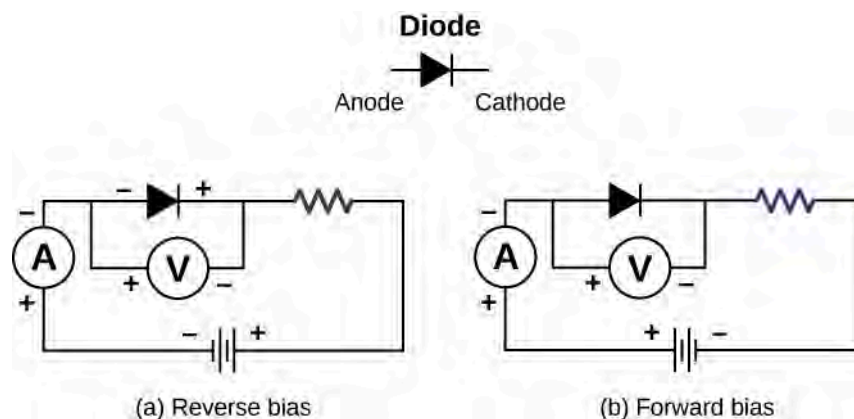 Diode
Anode Cathode
– +
– A +
+ V –
– +
(a) Reverse bias
– A +
+ V –
+ –
(b) Forward bias